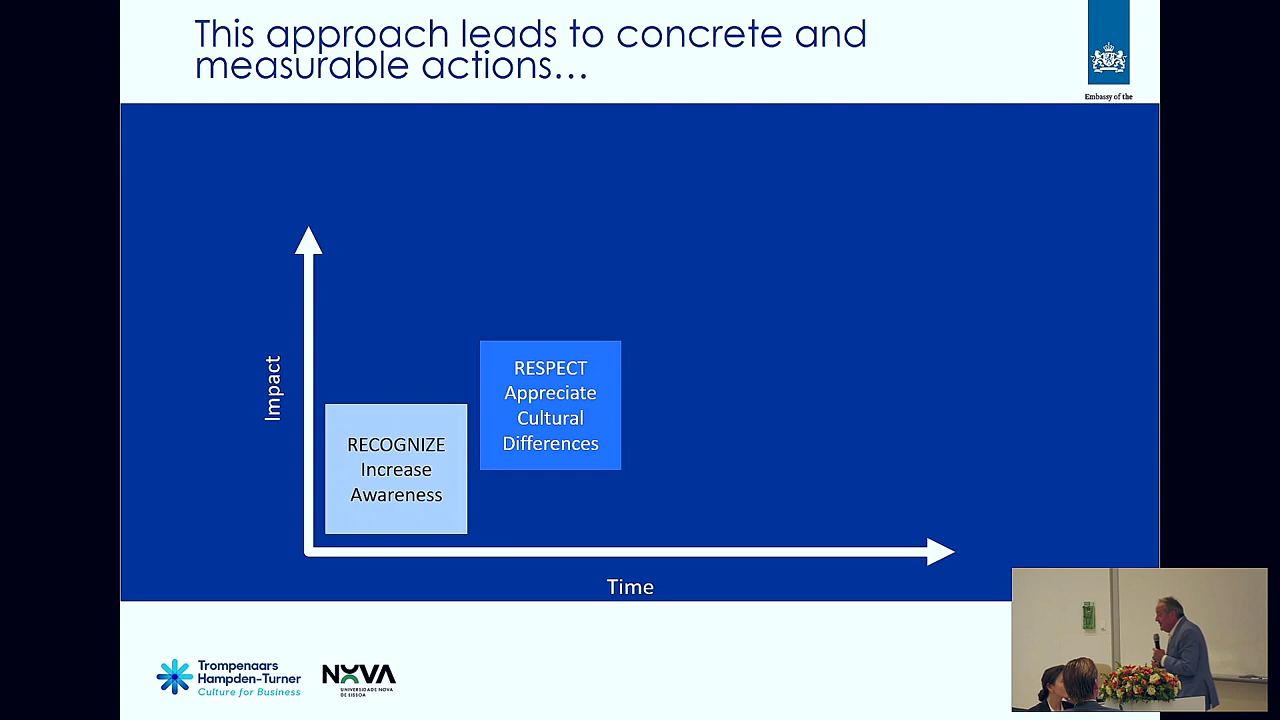 This approach leads to concrete and
measurable actions...
Embassy of the
Impact
RESPECT
Appreciate
Cultural
Differences
RECOGNIZE
Increase
Awareness
Time
Trompenaars
Hampden-Turner
Culture for Business
NOVA
UNIVERSIDADE NOVA
DE LISBOA